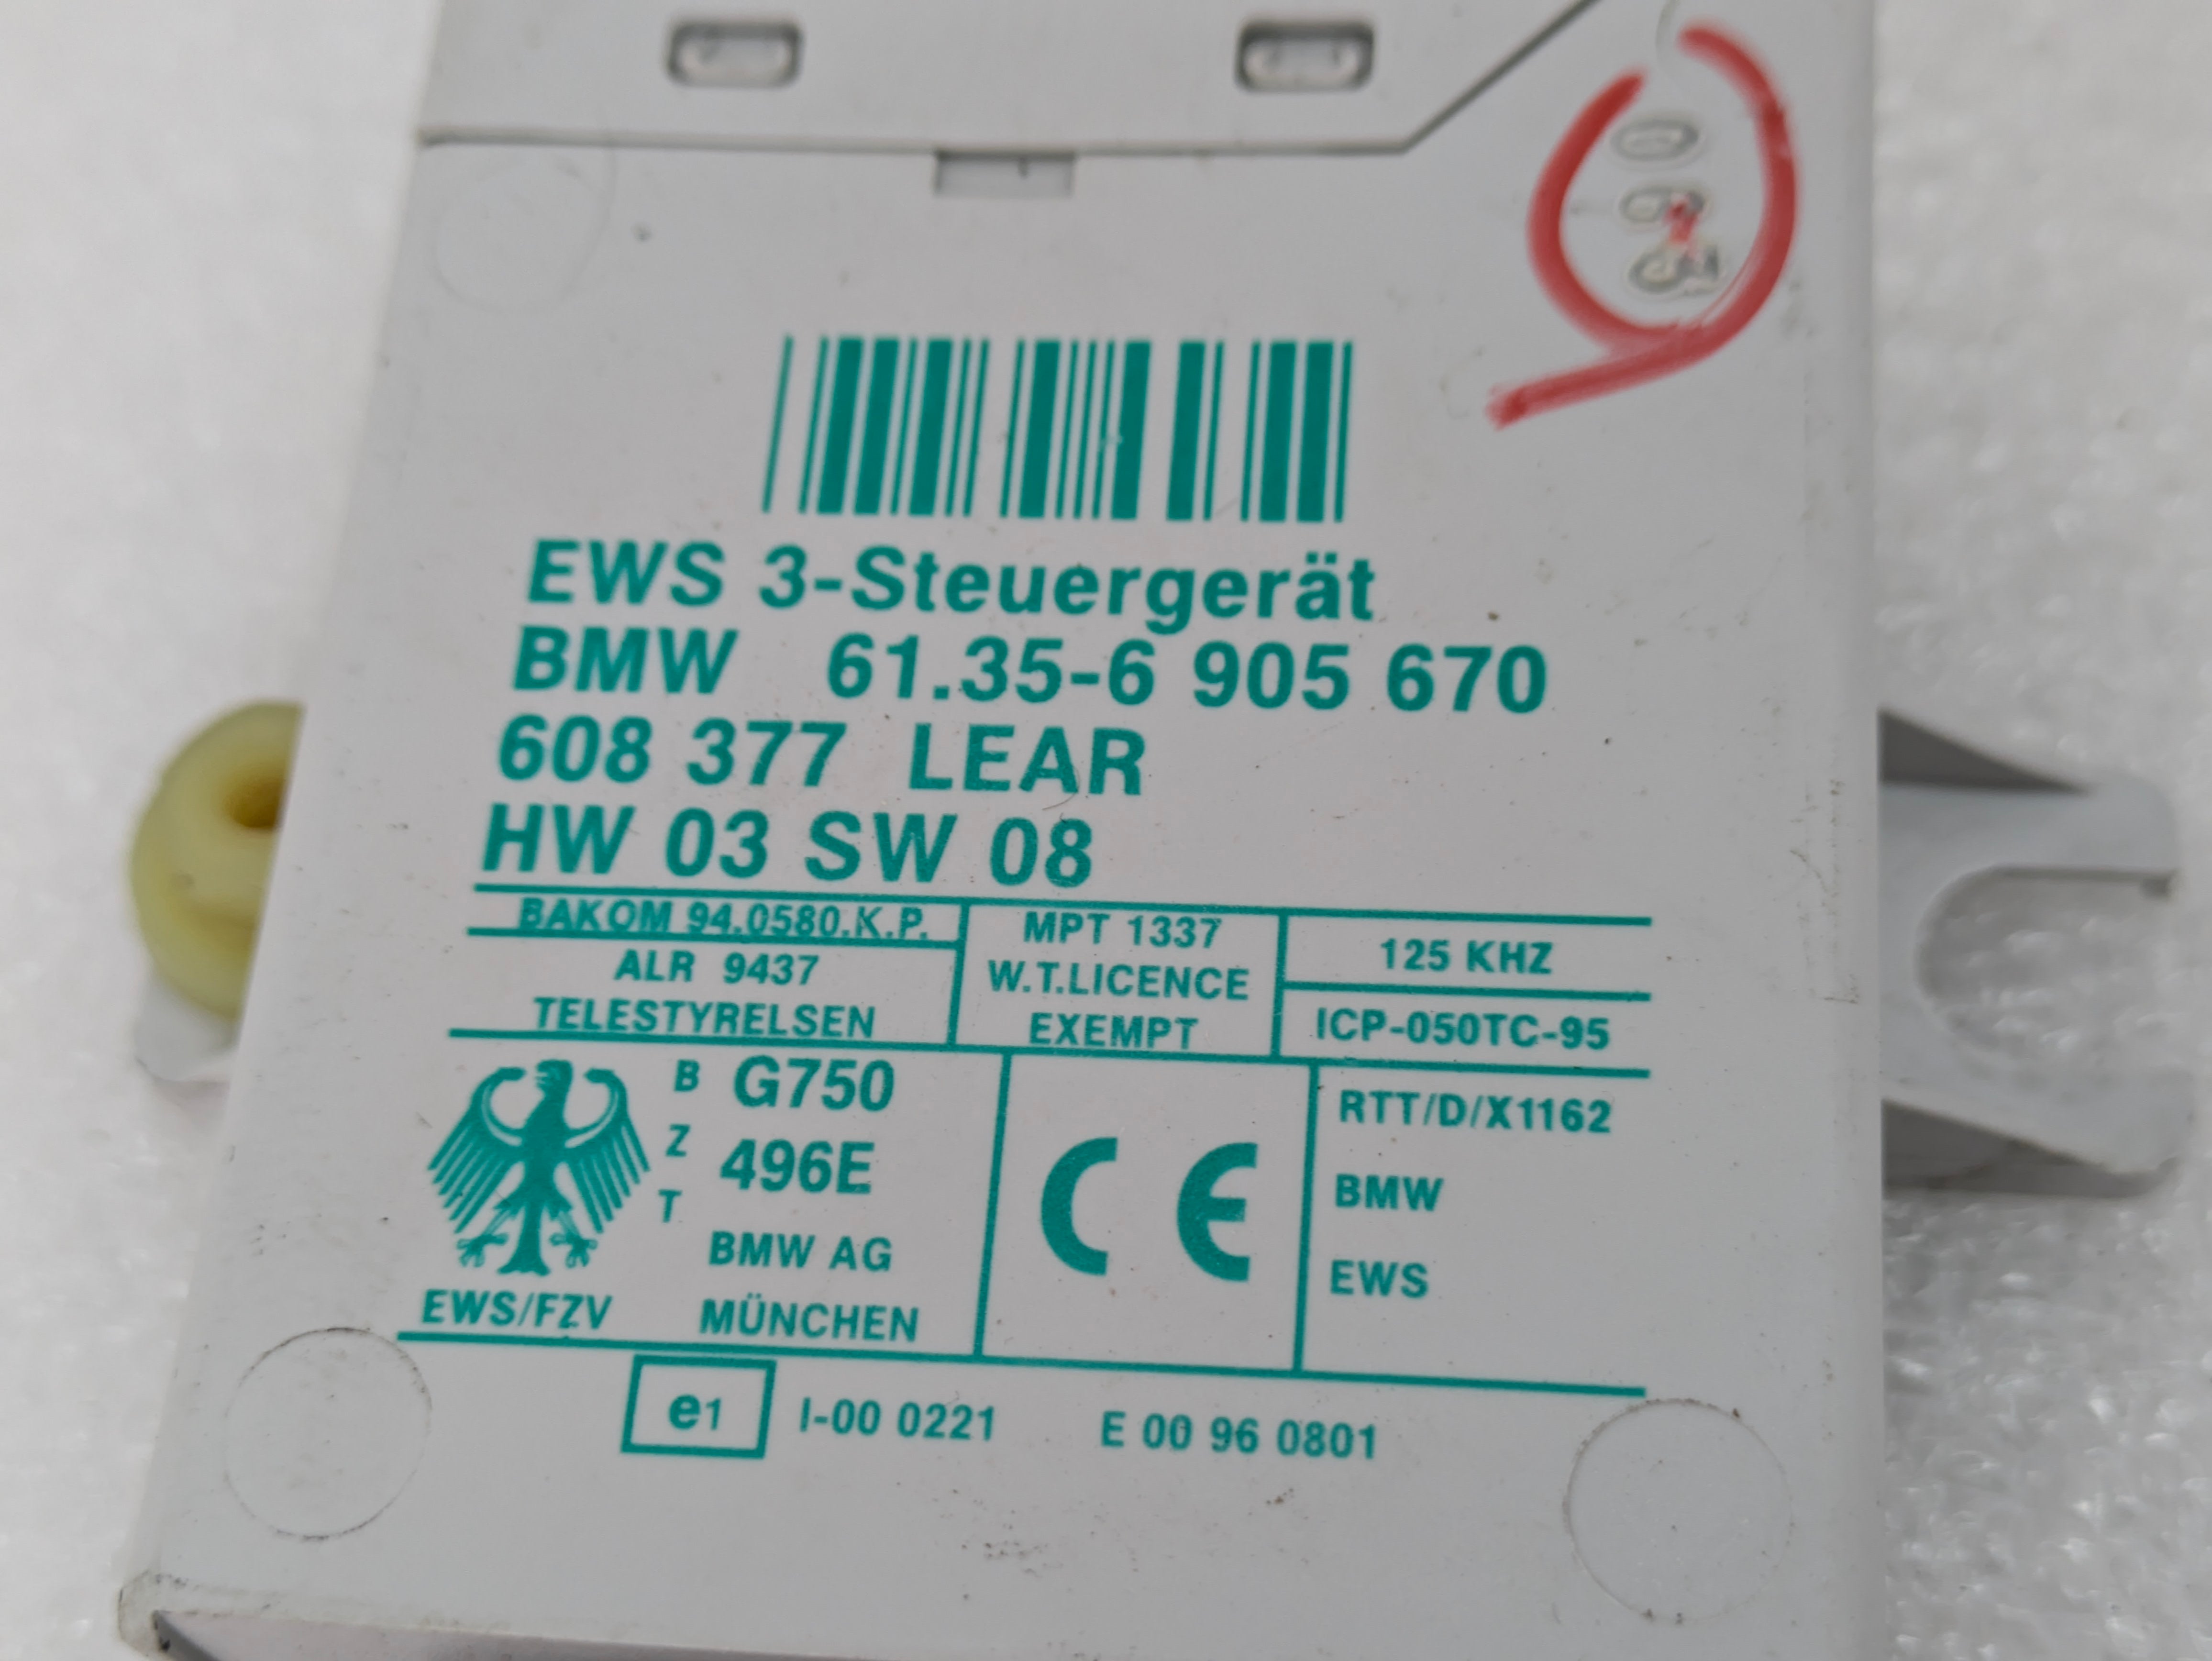 EWS 3-Steuergerät
BMW 61.35-6 905 670
608 377 LEAR
HW 03 SW 08
BAKOM 94.0580.K.P.
ALR 9437
TELESTYRELSEN
MPT 1337
W.T.LICENCE
EXEMPT
125 KHZ
ICP-050TC-95
BZT
G750
496E
BMW AG
MÜNCHEN
EWS/FZV
CE
RTT/D/X1162
BMW
EWS
e1 I-00 0221 E 00 96 0801